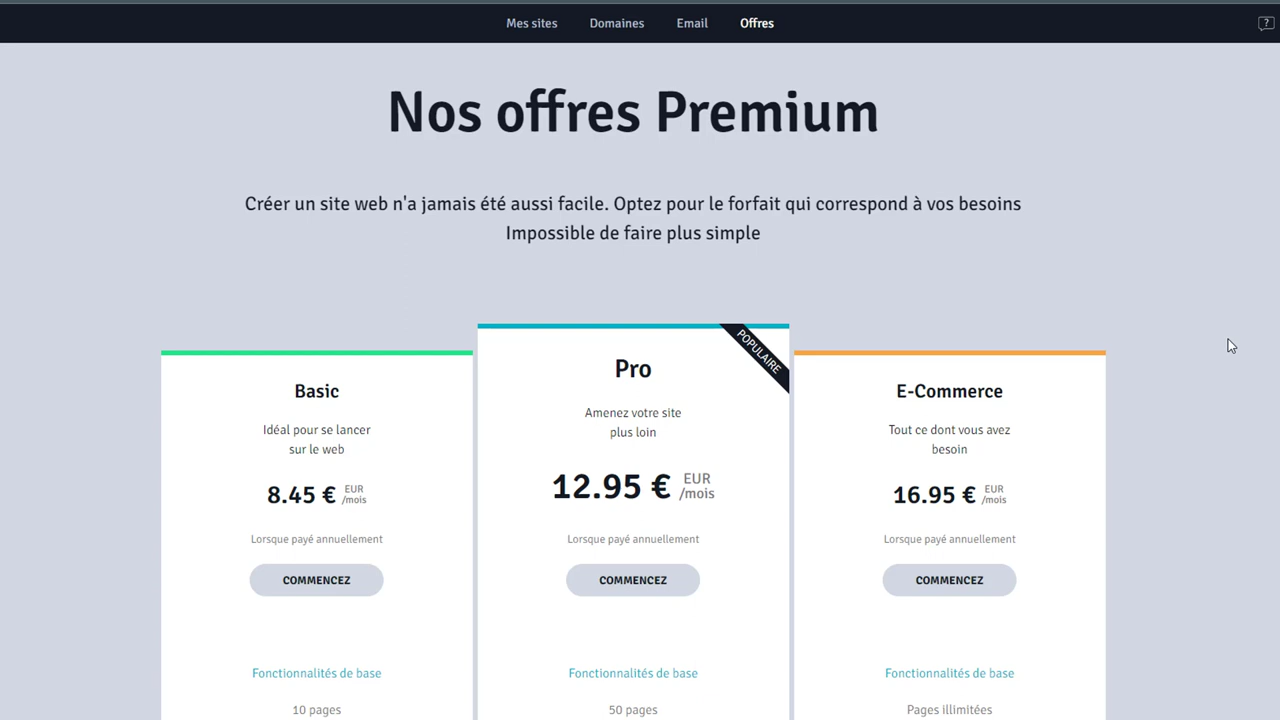 Mes sites
Domaines
Email
Offres
?
Nos offres Premium
Créer un site web n'a jamais été aussi facile. Optez pour le forfait qui correspond à vos besoins
Impossible de faire plus simple
Basic
Idéal pour se lancer
sur le web
8.45 € EUR
/mois
Lorsque payé annuellement
COMMENCEZ
Fonctionnalités de base
10 pages
POPULAIRE
Pro
Amenez votre site
plus loin
12.95 € EUR
/mois
Lorsque payé annuellement
COMMENCEZ
Fonctionnalités de base
50 pages
E-Commerce
Tout ce dont vous avez
besoin
16.95 € EUR
/mois
Lorsque payé annuellement
COMMENCEZ
Fonctionnalités de base
Pages illimitées